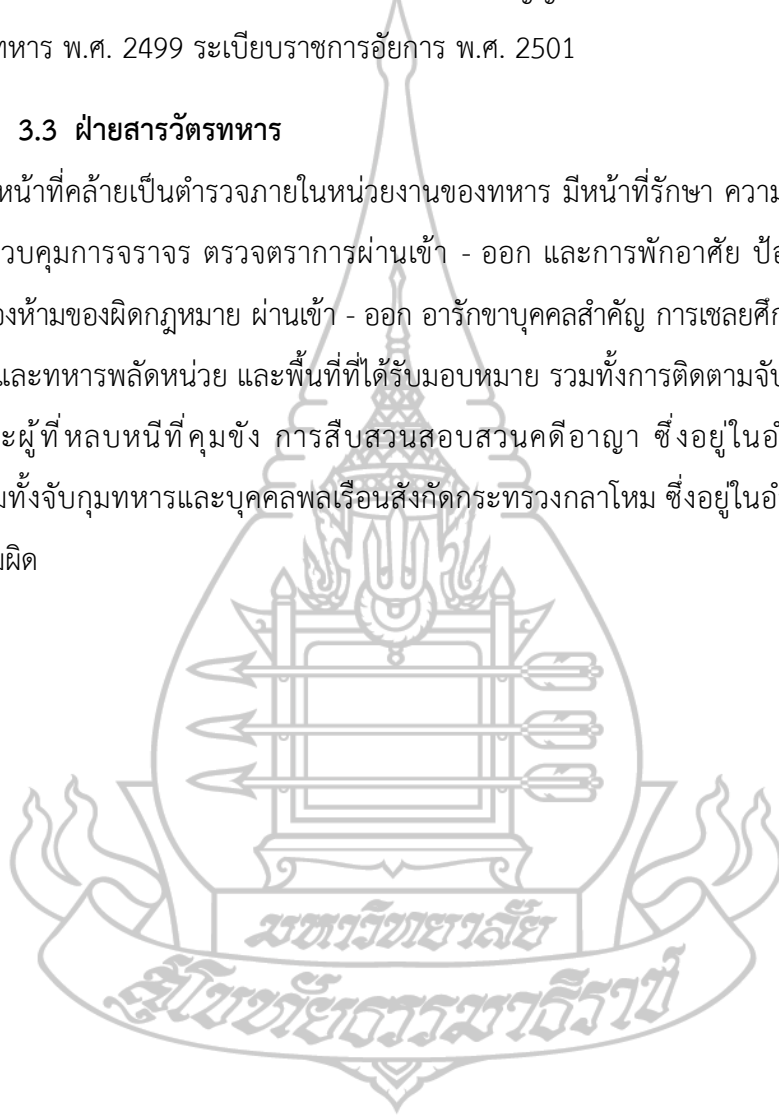 ทหาร พ.ศ. 2499 ระเบียบราชการอัยการ พ.ศ. 2501
3.3 ฝ่ายสารวัตรทหาร
หน้าที่คล้ายเป็นตำรวจภายในหน่วยงานของทหาร มีหน้าที่รักษา ความ
วบคุมการจราจร ตรวจตราการผ่านเข้า - ออก และการพักอาศัย ป้อ
องห้ามของผิดกฎหมาย ผ่านเข้า - ออก อารักขาบุคคลสำคัญ การเชลยศึก
และทหารพลัดหน่วย และพื้นที่ที่ได้รับมอบหมาย รวมทั้งการติดตามจับ
ะผู้ที่หลบหนีที่คุมขัง การสืบสวนสอบสวนคดีอาญา ซึ่งอยู่ในอำ
มทั้งจับกุมทหารและบุคคลพลเรือนสังกัดกระทรวงกลาโหม ซึ่งอยู่ในอำ
มผิด
มหาวิทยาลัย
สุโขทัยธรรมาธิราช